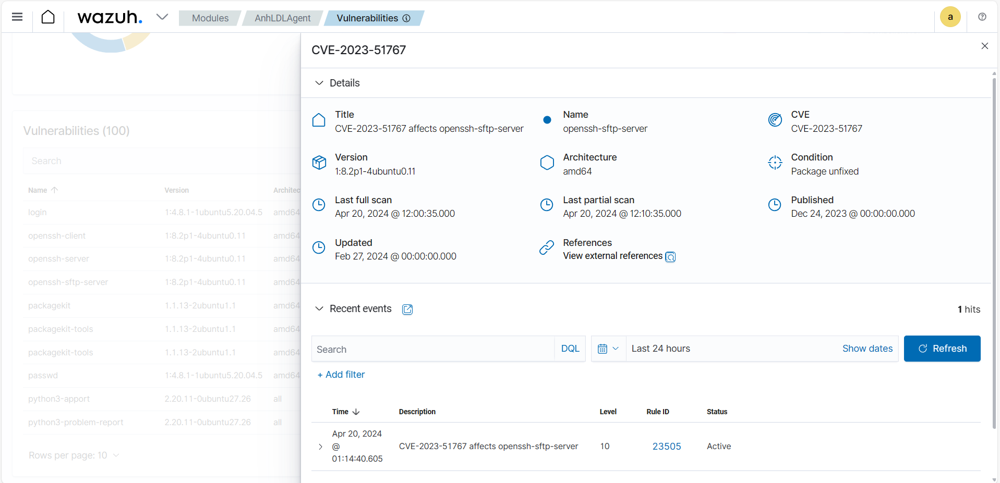 wazuh.
Modules
AnhLDLAgent
Vulnerabilities
a
Vulnerabilities (100)
Search
Name Version Architec
login 1:4.8.1-1ubuntu5.20.04.5 amd64
openssh-client 1:8.2p1-4ubuntu0.11 amd64
openssh-server 1:8.2p1-4ubuntu0.11 amd64
openssh-sftp-server 1:8.2p1-4ubuntu0.11 amd64
packagekit 1.1.13-2ubuntu1.1 amd64
packagekit-tools 1.1.13-2ubuntu1.1 amd64
packagekit-tools 1.1.13-2ubuntu1.1 amd64
passwd 1:4.8.1-1ubuntu5.20.04.5 amd64
python3-apport 2.20.11-0ubuntu27.26 all
python3-problem-report 2.20.11-0ubuntu27.26 all
Rows per page: 10
CVE-2023-51767
Details
Title
CVE-2023-51767 affects openssh-sftp-server
Name
openssh-sftp-server
CVE
CVE-2023-51767
Version
1:8.2p1-4ubuntu0.11
Architecture
amd64
Condition
Package unfixed
Last full scan
Apr 20, 2024 @ 12:00:35.000
Last partial scan
Apr 20, 2024 @ 12:10:35.000
Published
Dec 24, 2023 @ 00:00:00.000
Updated
Feb 27, 2024 @ 00:00:00.000
References
View external references
Recent events
1 hits
Search
DQL
Last 24 hours
Show dates
Refresh
+ Add filter
Time Description Level Rule ID Status
Apr 20, 2024
@
01:14:40.605
CVE-2023-51767 affects openssh-sftp-server 10 23505 Active